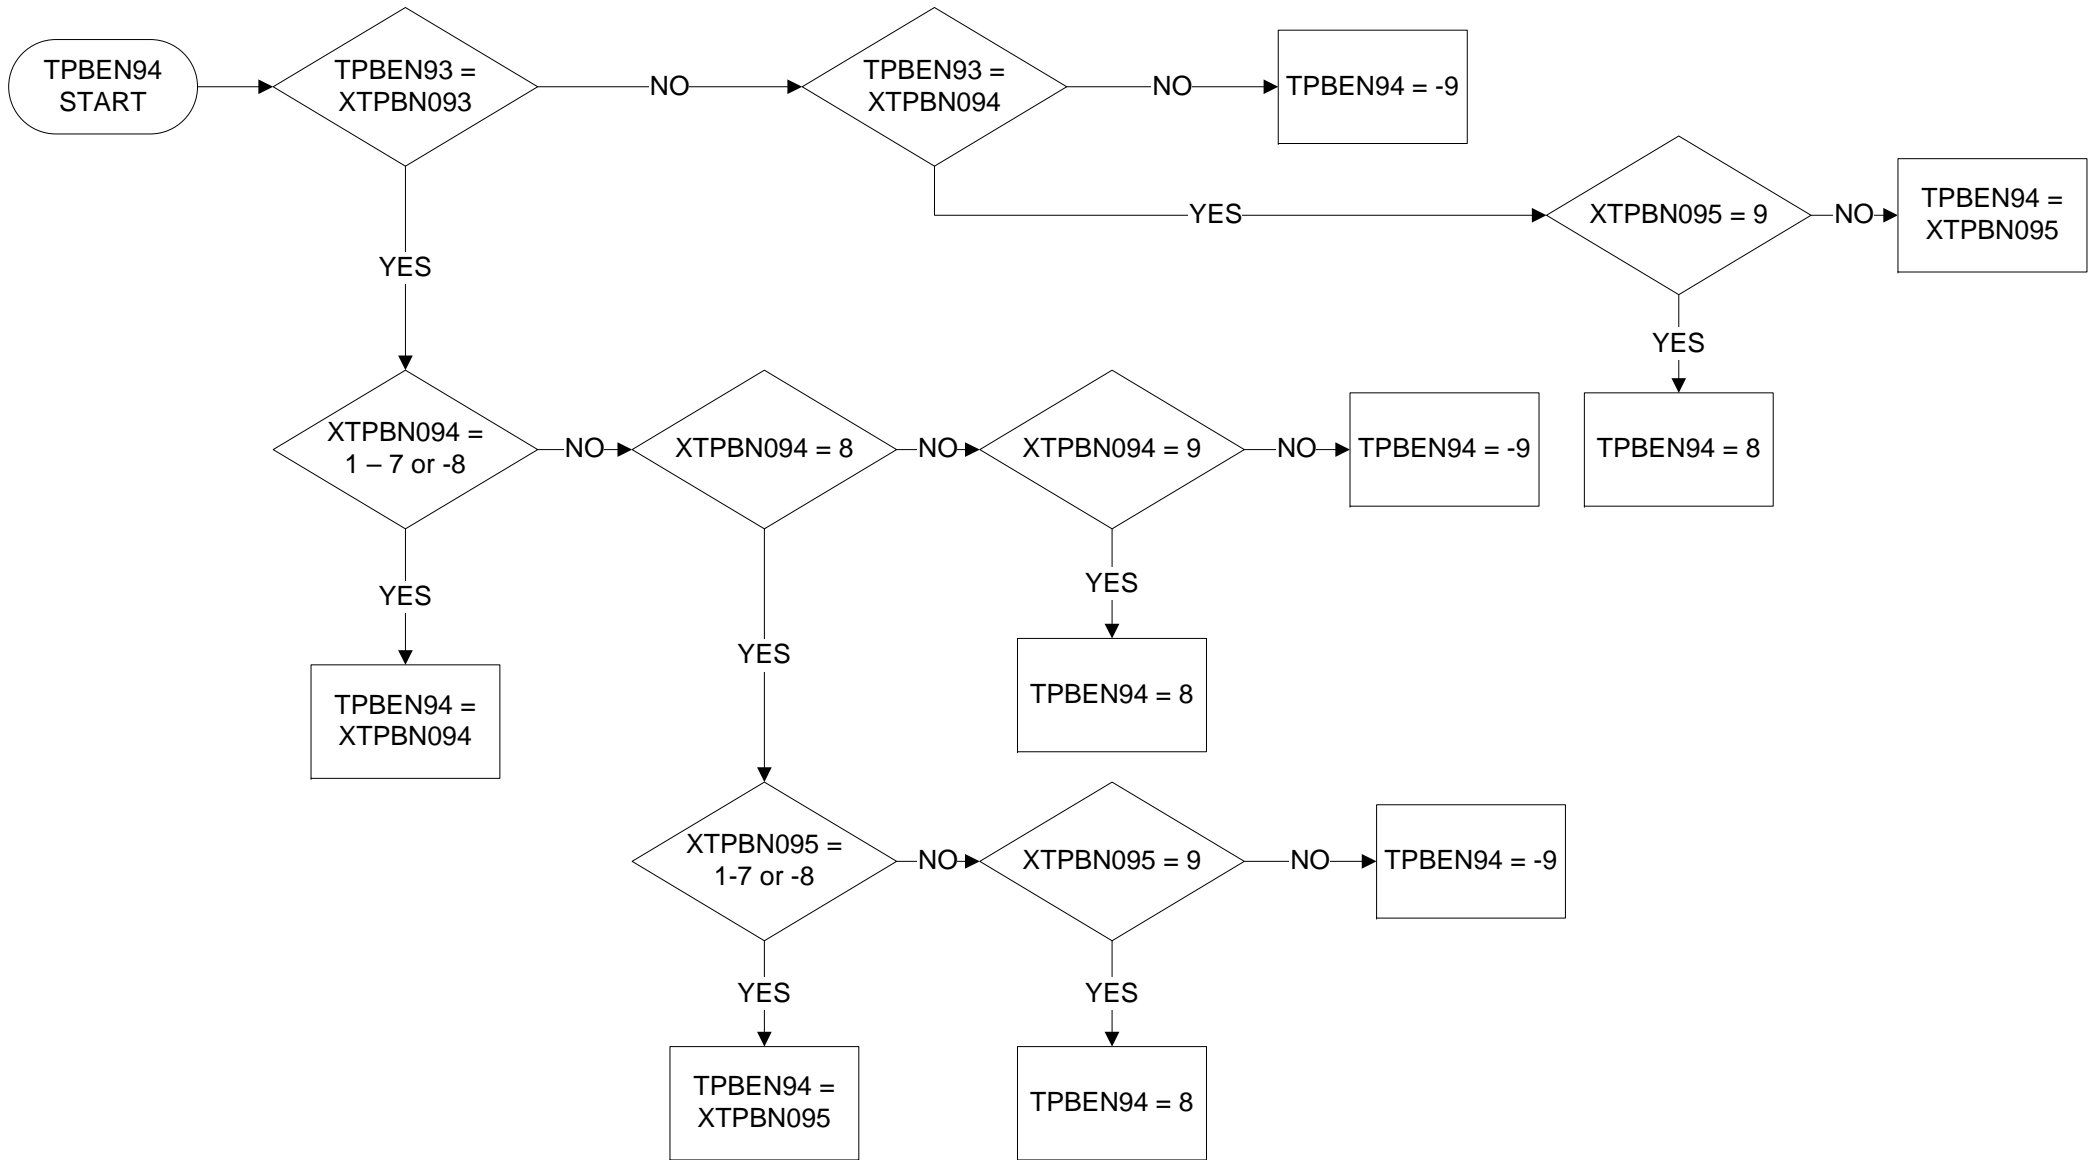 TPBEN94
START
TPBEN93 =
XTPBN093
NO
TPBEN93 =
XTPBN094
NO
TPBEN94 = -9
YES
XTPBN095 = 9
NO
TPBEN94 =
XTPBN095
YES
YES
TPBEN94 = 8
XTPBN094 =
1 – 7 or -8
NO
XTPBN094 = 8
NO
XTPBN094 = 9
NO
TPBEN94 = -9
YES
TPBEN94 =
XTPBN094
YES
YES
TPBEN94 = 8
XTPBN095 =
1-7 or -8
NO
XTPBN095 = 9
NO
TPBEN94 = -9
YES
TPBEN94 =
XTPBN095
YES
TPBEN94 = 8